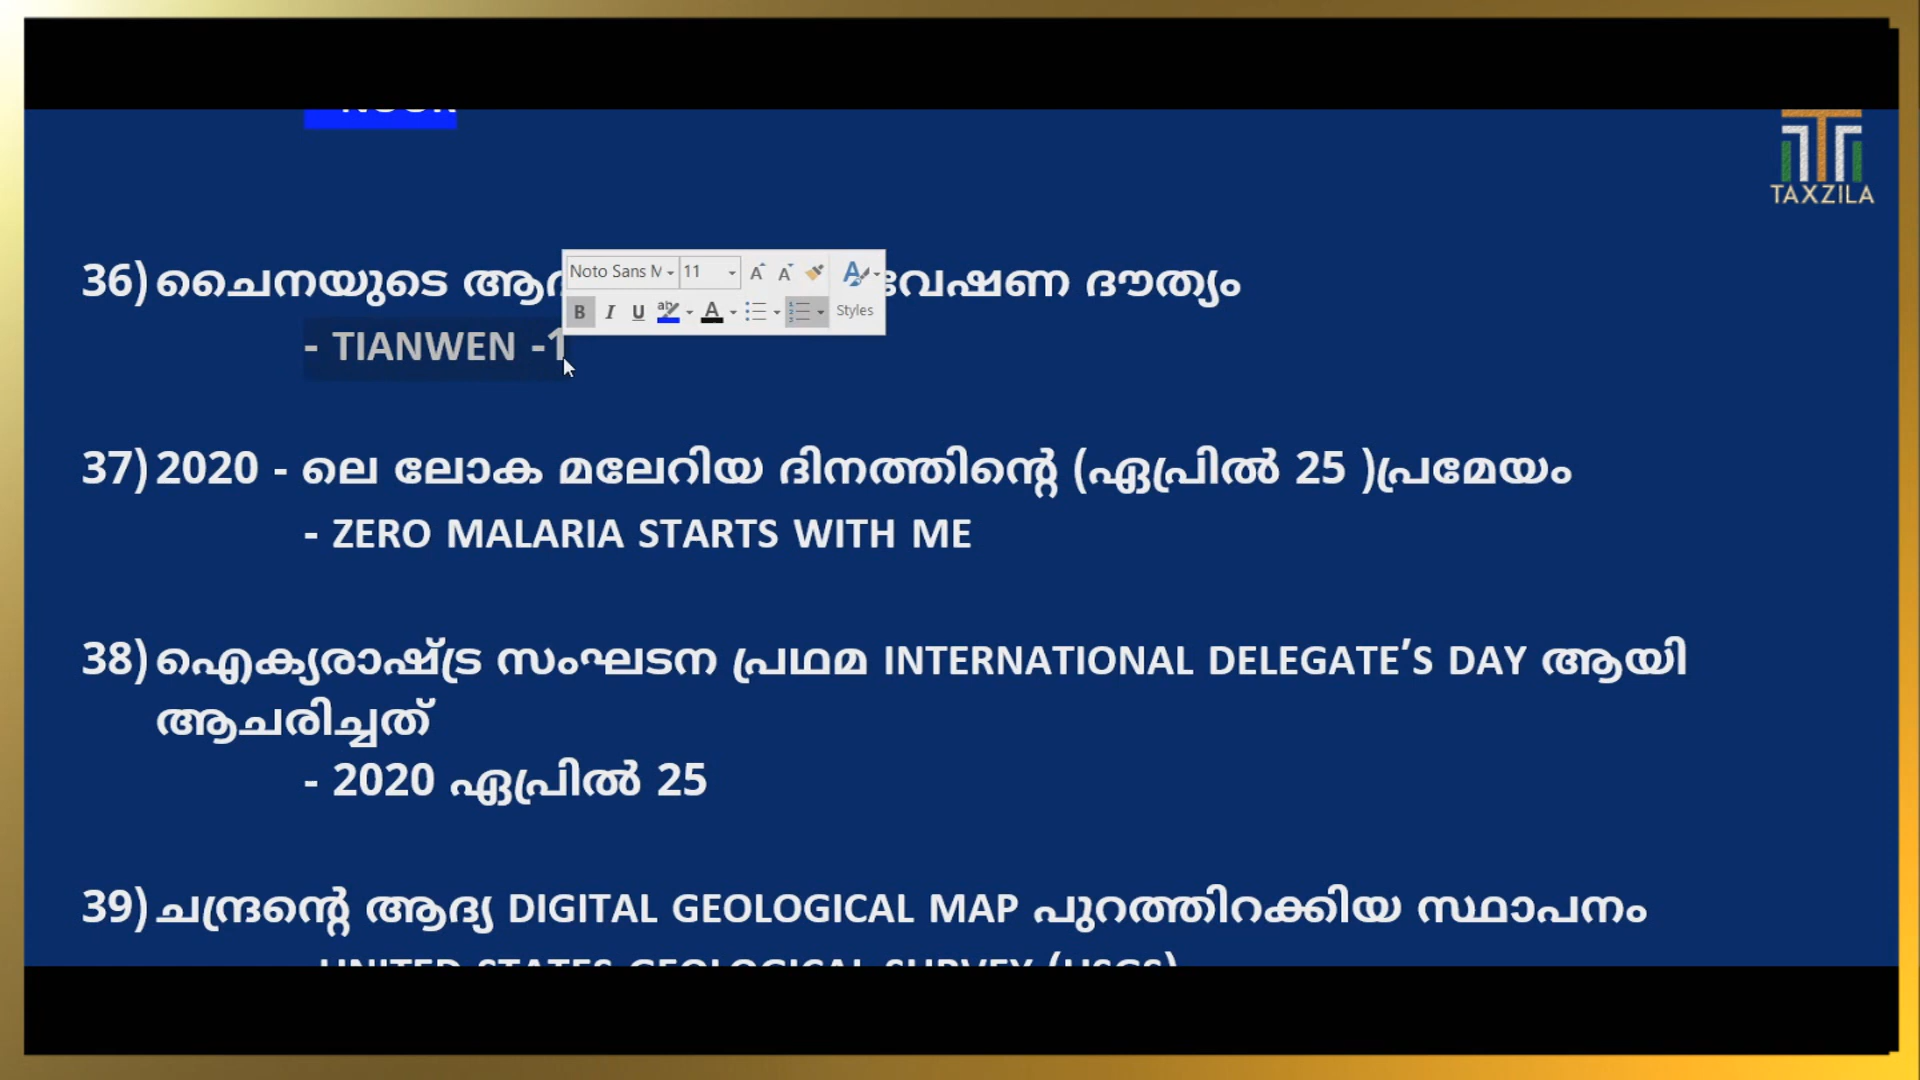 TAXZILA
36) ചൈനയുടെ ആദ വേഷണ ദൗത്യം
Noto Sans M 11
B I U Styles
- TIANWEN -1
37) 2020 - ലെ ലോക മലേറിയ ദിനത്തിന്റെ (ഏപ്രിൽ 25 )പ്രമേയം
- ZERO MALARIA STARTS WITH ME
38) ഐക്യരാഷ്ട്ര സംഘടന പ്രഥമ INTERNATIONAL DELEGATE’S DAY ആയി
ആചരിച്ചത്
- 2020 ഏപ്രിൽ 25
39) ചന്ദ്രന്റെ ആദ്യ DIGITAL GEOLOGICAL MAP പുറത്തിറക്കിയ സ്ഥാപനം
UNITED STATES GEOLOGICAL SURVEY (USGS)